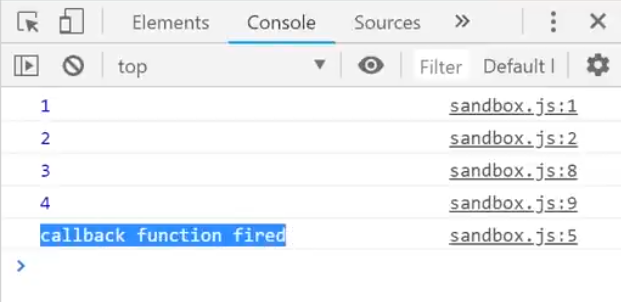 Elements Console Sources »
top ▼ Filter Default l
1 sandbox.js:1
2 sandbox.js:2
3 sandbox.js:8
4 sandbox.js:9
callback function fired sandbox.js:5
>